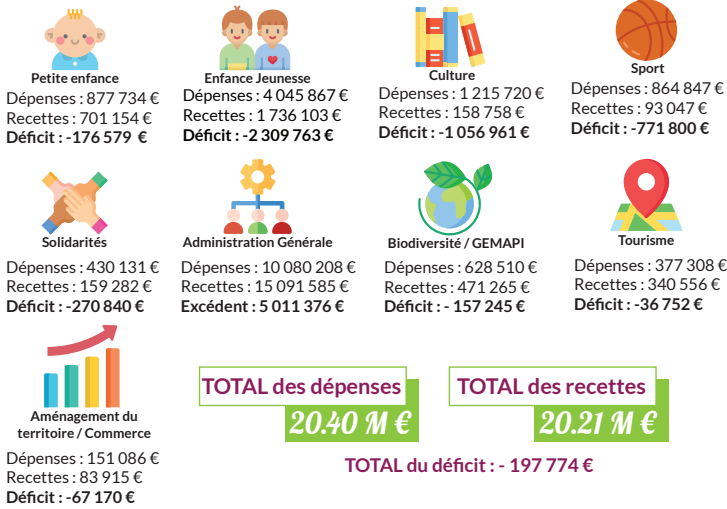 Petite enfance
Dépenses : 877 734 €
Recettes : 701 154 €
Déficit : -176 579 €
Enfance Jeunesse
Dépenses : 4 045 867 €
Recettes : 1 736 103 €
Déficit : -2 309 763 €
Culture
Dépenses : 1 215 720 €
Recettes : 158 758 €
Déficit : -1 056 961 €
Sport
Dépenses : 864 847 €
Recettes : 93 047 €
Déficit : -771 800 €
Solidarités
Dépenses : 430 131 €
Recettes : 159 282 €
Déficit : -270 840 €
Administration Générale
Dépenses : 10 080 208 €
Recettes : 15 091 585 €
Excédent : 5 011 376 €
Biodiversité / GEMAPI
Dépenses : 628 510 €
Recettes : 471 265 €
Déficit : - 157 245 €
Tourisme
Dépenses : 377 308 €
Recettes : 340 556 €
Déficit : -36 752 €
Aménagement du
territoire / Commerce
Dépenses : 151 086 €
Recettes : 83 915 €
Déficit : -67 170 €
TOTAL des dépenses
20.40 M €
TOTAL des recettes
20.21 M €
TOTAL du déficit : - 197 774 €